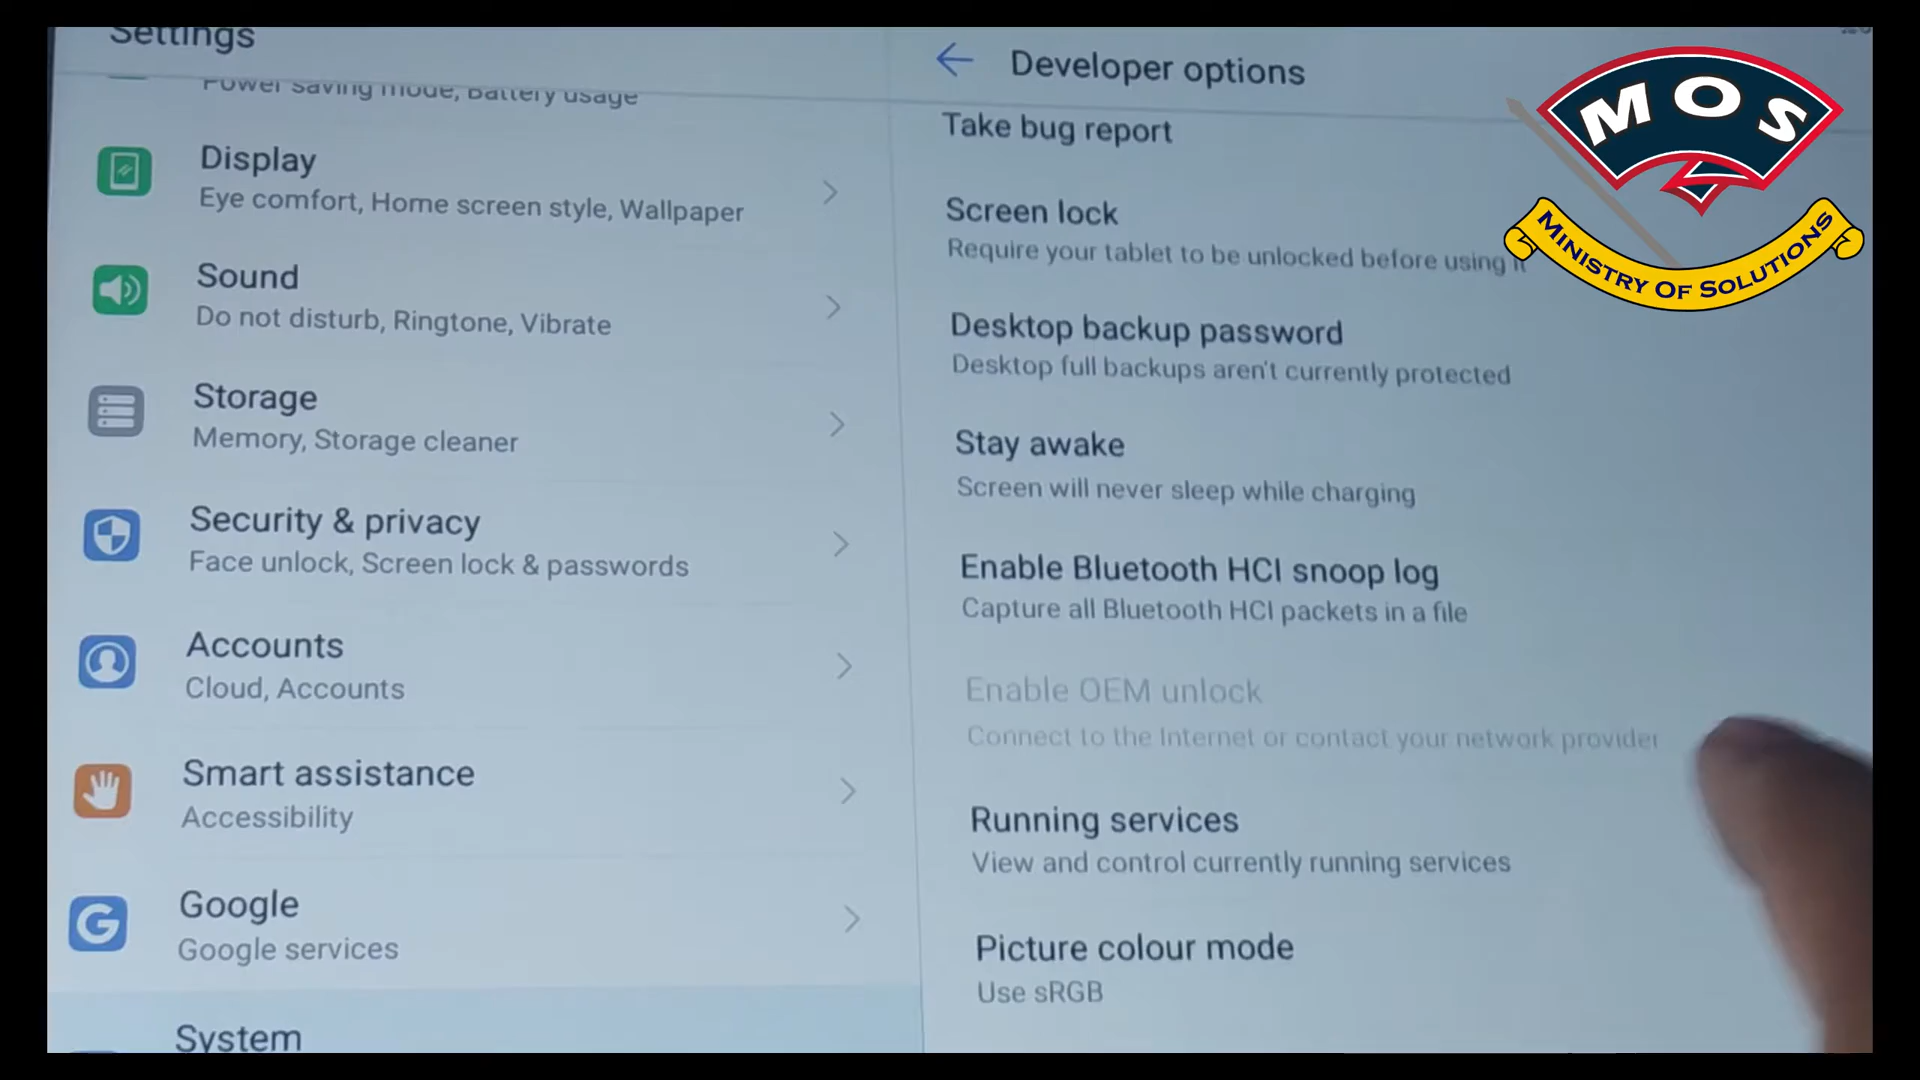 Settings
Power saving mode, Battery usage
Display
Eye comfort, Home screen style, Wallpaper
Sound
Do not disturb, Ringtone, Vibrate
Storage
Memory, Storage cleaner
Security & privacy
Face unlock, Screen lock & passwords
Accounts
Cloud, Accounts
Smart assistance
Accessibility
Google
Google services
System
Developer options
Take bug report
Screen lock
Require your tablet to be unlocked before using it
Desktop backup password
Desktop full backups aren't currently protected
Stay awake
Screen will never sleep while charging
Enable Bluetooth HCI snoop log
Capture all Bluetooth HCI packets in a file
Enable OEM unlock
Connect to the Internet or contact your network provider
Running services
View and control currently running services
Picture colour mode
Use sRGB
MOS
MINISTRY OF SOLUTIONS